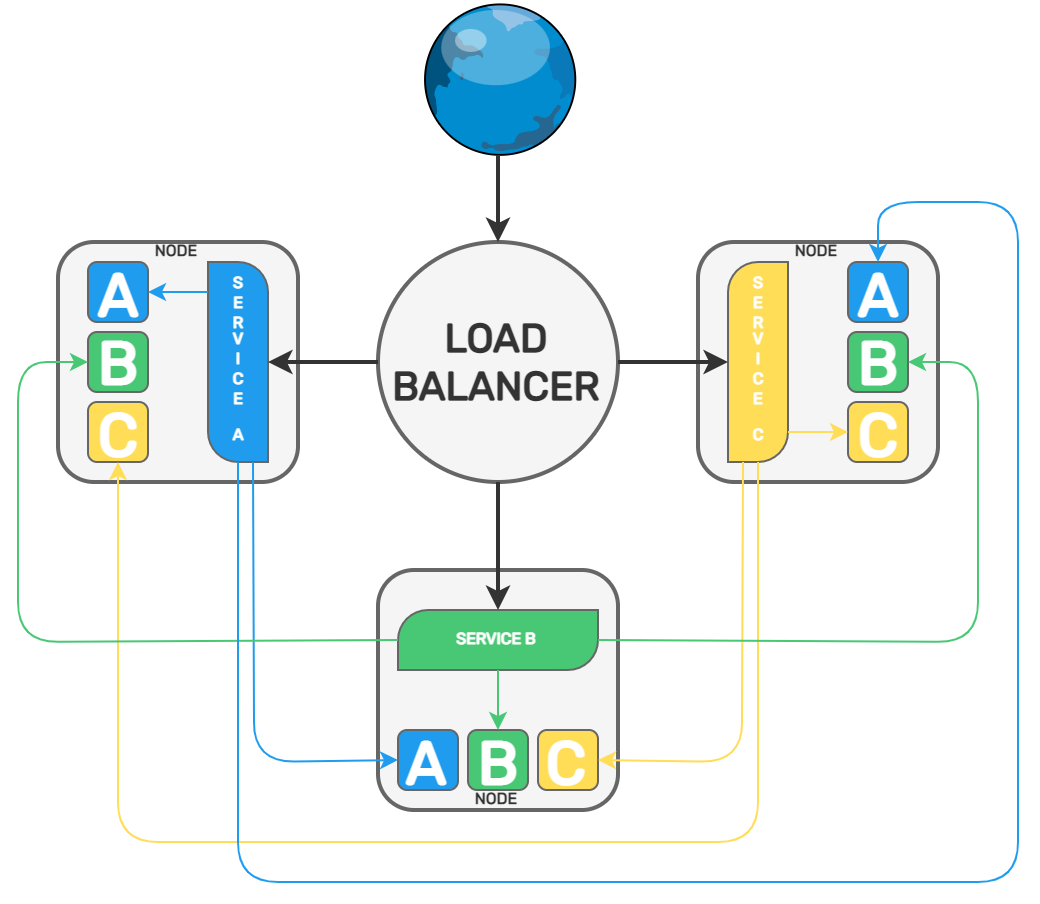 NODE
A
B
C
SERVICE A
LOAD
BALANCER
NODE
SERVICE C
A
B
C
SERVICE B
A B C
NODE